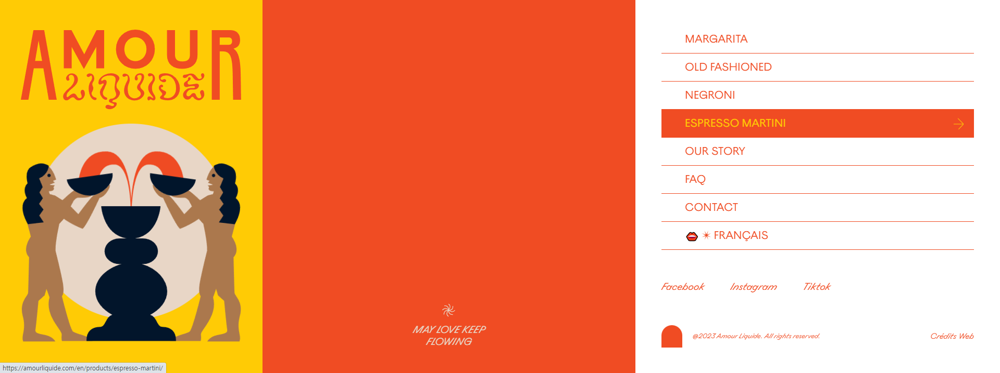 AMOUR
LIQUIDE
MAY LOVE KEEP
FLOWING
MARGARITA
OLD FASHIONED
NEGRONI
ESPRESSO MARTINI
OUR STORY
FAQ
CONTACT
FRANÇAIS
Facebook Instagram Tiktok
@2023 Amour Liquide. All rights reserved. Crédits Web
https://amourliquide.com/en/products/espresso-martini/